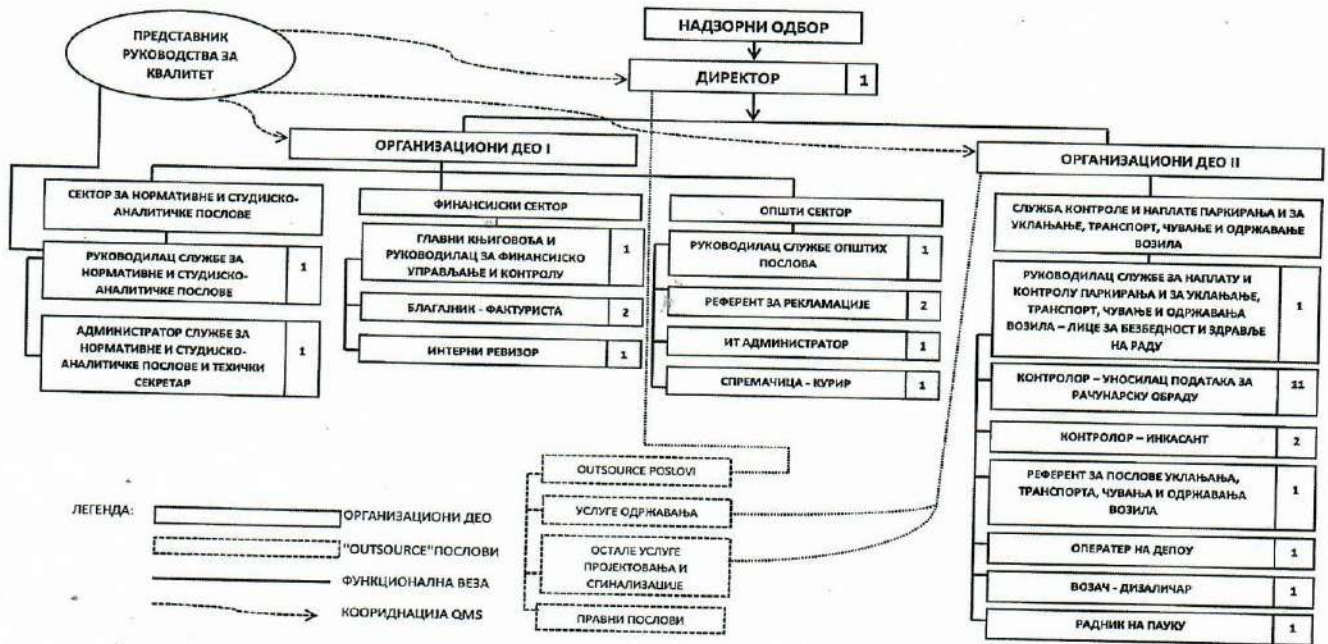 ПРЕДСТАВНИК
РУКОВОДСТВА ЗА
КВАЛИТЕТ
НАДЗОРНИ ОДБОР
ДИРЕКТОР 1
ОРГАНИЗАЦИОНИ ДЕО I
ОРГАНИЗАЦИОНИ ДЕО II
СЕКТОР ЗА НОРМАТИВНЕ И СТУДИЈСКО-
АНАЛИТИЧКЕ ПОСЛОВЕ
РУКОВОДИЛАЦ СЛУЖБЕ ЗА
НОРМАТИВНЕ И СТУДИЈСКО-
АНАЛИТИЧКЕ ПОСЛОВЕ
1
АДМИНИСТРАТОР СЛУЖБЕ ЗА
НОРМАТИВНЕ И СТУДИЈСКО-
АНАЛИТИЧКЕ ПОСЛОВЕ И ТЕХИЧКИ
СЕКРЕТАР
1
ФИНАНСИЈСКИ СЕКТОР
ГЛАВНИ КЊИГОВОЂА И
РУКОВОДИЛАЦ ЗА ФИНАНСИЈСКО
УПРАВЉАЊЕ И КОНТРОЛУ
1
БЛАГАЈНИК - ФАКТУРИСТА 2
ИНТЕРНИ РЕВИЗОР 1
ОПШТИ СЕКТОР
РУКОВОДИЛАЦ СЛУЖБЕ ОПШТИХ
ПОСЛОВА
1
РЕФЕРЕНТ ЗА РЕКЛАМАЦИЈЕ 2
ИТ АДМИНИСТРАТОР 1
СПРЕМАЧИЦА - КУРИР 1
СЛУЖБА КОНТРОЛЕ И НАПЛАТЕ ПАРКИРАЊА И ЗА
УКЛАЊАЊЕ, ТРАНСПОРТ, ЧУВАЊЕ И ОДРЖАВАЊЕ
ВОЗИЛА
РУКОВОДИЛАЦ СЛУЖБЕ ЗА НАПЛАТУ И
КОНТРОЛУ ПАРКИРАЊА И ЗА УКЛАЊАЊЕ,
ТРАНСПОРТ, ЧУВАЊЕ И ОДРЖАВАЊА
ВОЗИЛА – ЛИЦЕ ЗА БЕЗБЕДНОСТ И ЗДРАВЉЕ
НА РАДУ
1
КОНТРОЛОР – УНОСИЛАЦ ПОДАТАКА ЗА
РАЧУНАРСКУ ОБРАДУ
11
КОНТРОЛОР – ИНКАСАНТ 2
РЕФЕРЕНТ ЗА ПОСЛОВЕ УКЛАЊАЊА,
ТРАНСПОРТА, ЧУВАЊА И ОДРЖАВАЊА
ВОЗИЛА
1
ОПЕРАТЕР НА ДЕПОУ 1
ВОЗАЧ - ДИЗАЛИЧАР 1
РАДНИК НА ПАУКУ 1
OUTSOURCE POSLOVI
УСЛУГЕ ОДРЖАВАЊА
ОСТАЛЕ УСЛУГЕ
ПРОЈЕКТОВАЊА И
СГИНАЛИЗАЦИЈЕ
ПРАВНИ ПОСЛОВИ
ЛЕГЕНДА:
ОРГАНИЗАЦИОНИ ДЕО
"OUTSOURCE"ПОСЛОВИ
ФУНКЦИОНАЛНА ВЕЗА
КООРИДНАЦИЈА QMS